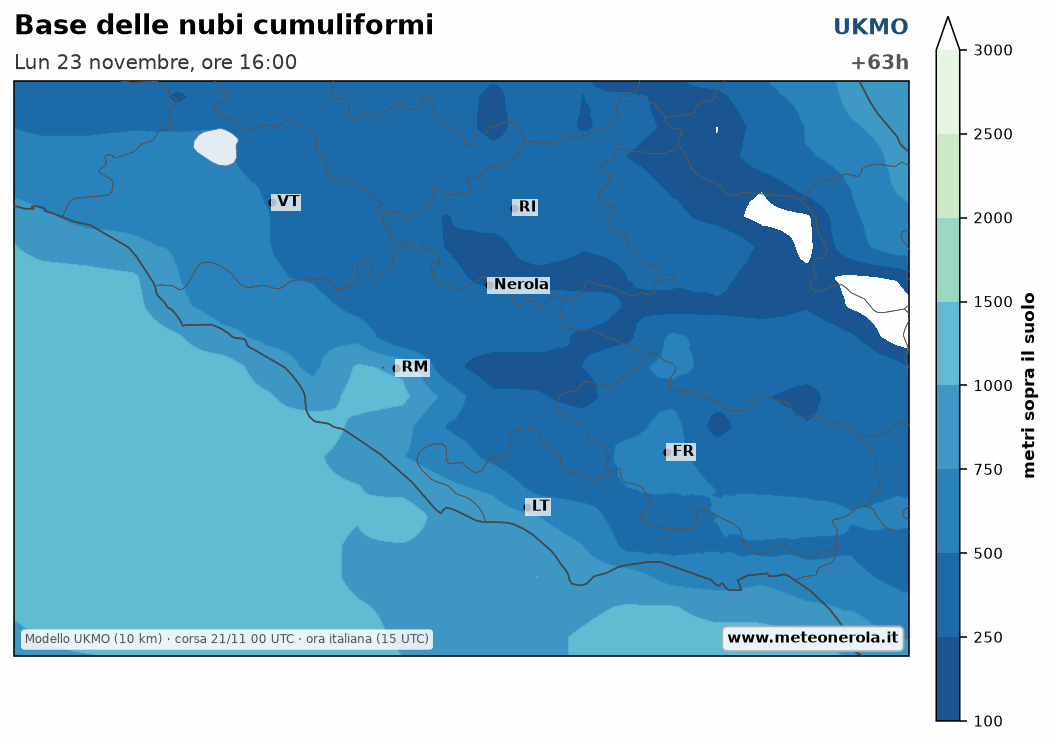 Base delle nubi cumuliformi
UKMO
Lun 23 novembre, ore 16:00
+63h
VT
RI
Nerola
RM
FR
LT
3000
2500
2000
1500
1000
750
500
250
100
metri sopra il suolo
Modello UKMO (10 km) · corsa 21/11 00 UTC · ora italiana (15 UTC)
www.meteonerola.it